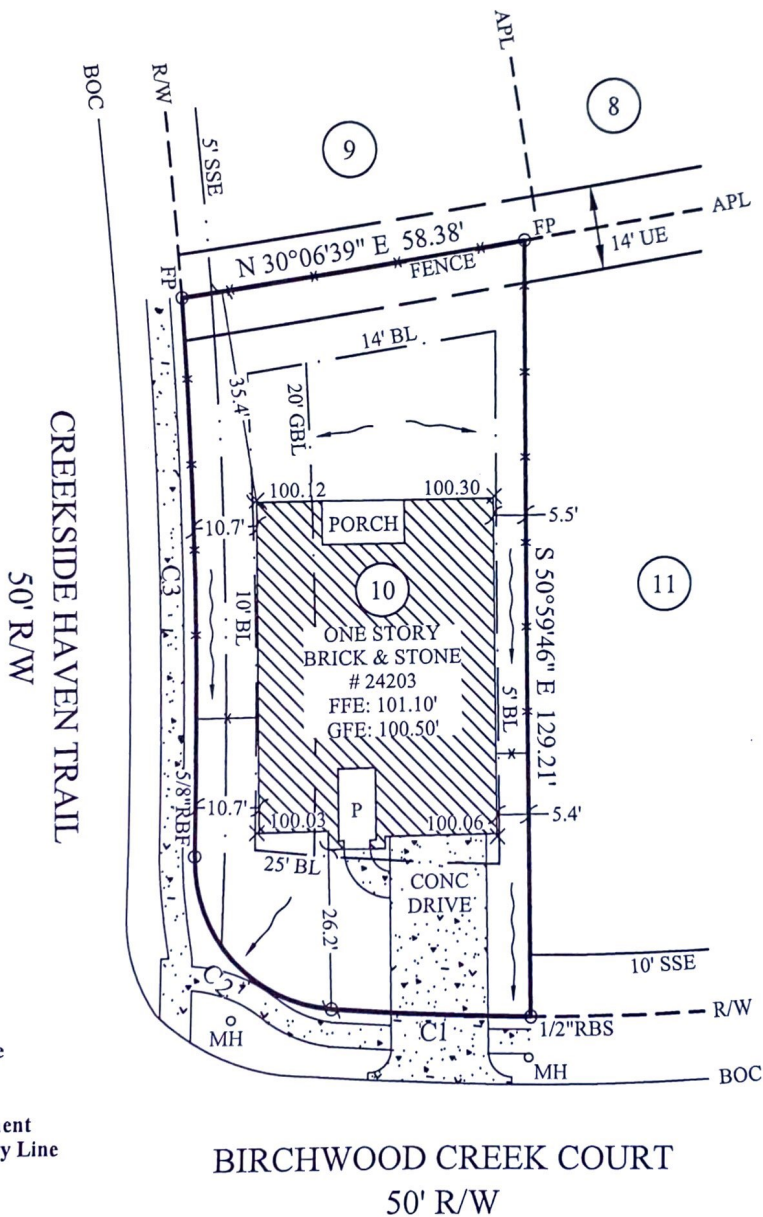 APL
8
R/W
BOC
9
5' SSE
APL
FP
14' UE
N 30°06'39" E 58.38'
FENCE
FP
14' BL
35.4'
20' GBL
100.12
100.30
PORCH
5.5'
10.7'
S 50°59'46" E 129.21'
C3
10' BL
10
11
ONE STORY
BRICK & STONE
# 24203
FFE: 101.10'
GFE: 100.50'
5' BL
CREEKSIDE HAVEN TRAIL
50' R/W
5/8"RBF
10.7'
P
100.03
100.06
5.4'
25' BL
CONC
DRIVE
26.2'
10' SSE
C2
R/W
C1
1/2"RBS
MH
MH
BOC
e
ent
y Line
BIRCHWOOD CREEK COURT
50' R/W